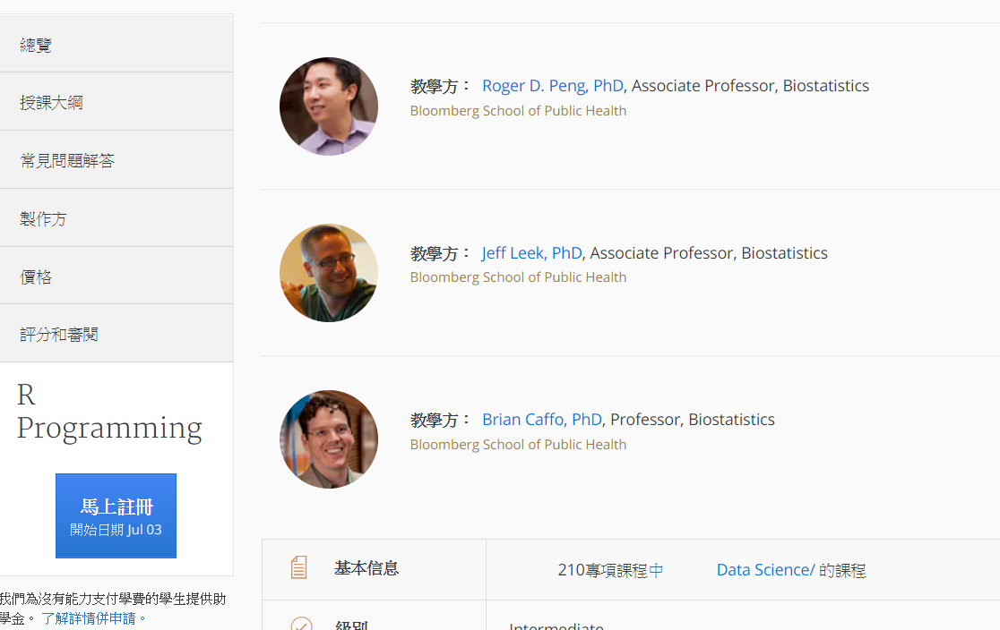 總覽
授課大綱
常見問題解答
製作方
價格
評分和審閱
R
Programming
馬上註冊
開始日期 Jul 03
我們為沒有能力支付學費的學生提供助
學金。 了解詳情併申請。
教學方： Roger D. Peng, PhD, Associate Professor, Biostatistics
Bloomberg School of Public Health
教學方： Jeff Leek, PhD, Associate Professor, Biostatistics
Bloomberg School of Public Health
教學方： Brian Caffo, PhD, Professor, Biostatistics
Bloomberg School of Public Health
基本信息 210專項課程中 Data Science/ 的課程
級別 Intermediate